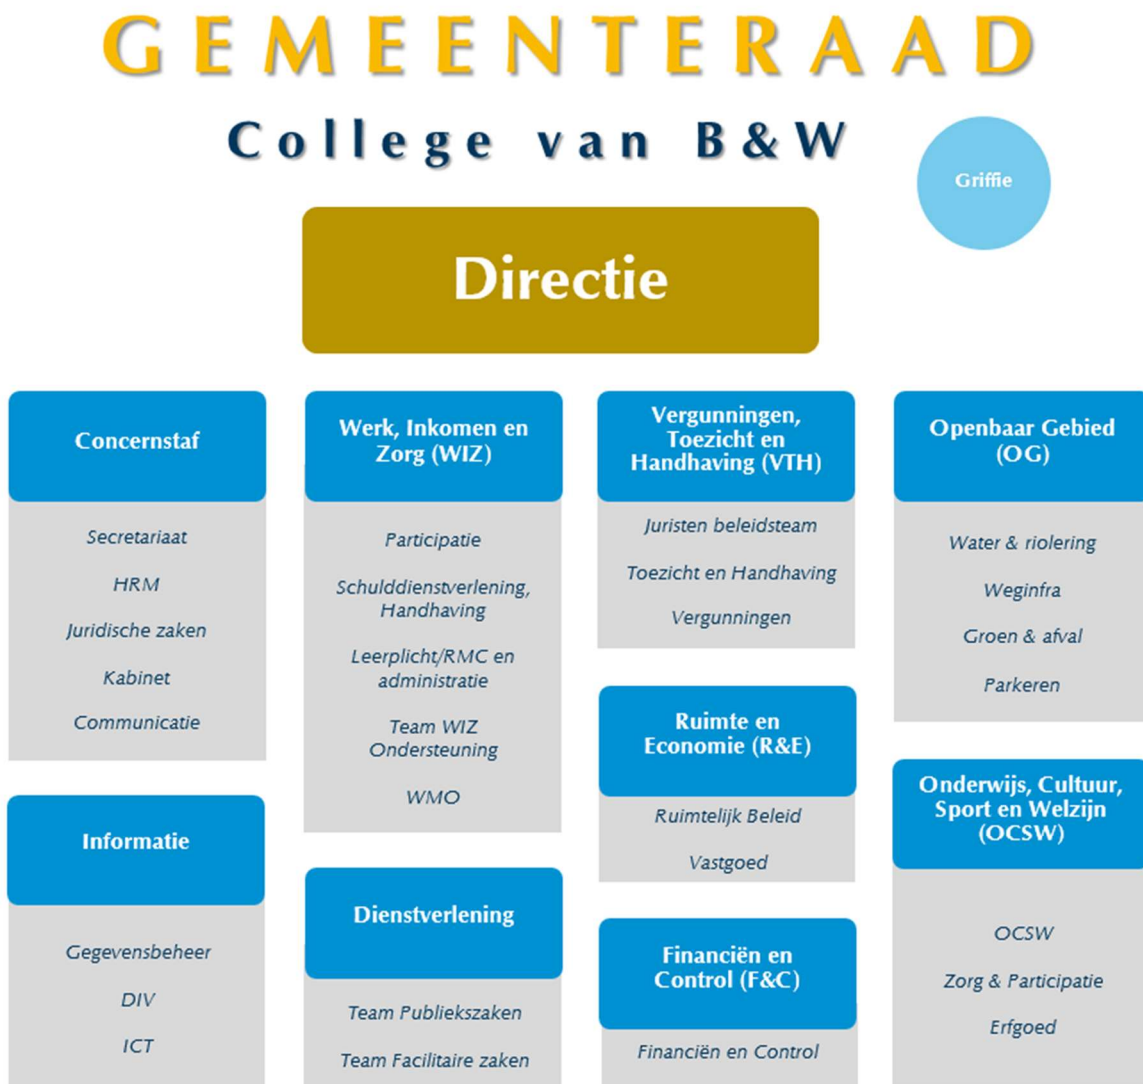 GEMEENTERAAD
College van B&W
Griffie
Directie
Concernstaf
Secretariaat
HRM
Juridische zaken
Kabinet
Communicatie
Informatie
Gegevensbeheer
DIV
ICT
Werk, Inkomen en
Zorg (WIZ)
Participatie
Schulddienstverlening,
Handhaving
Leerplicht/RMC en
administratie
Team WIZ
Ondersteuning
WMO
Dienstverlening
Team Publiekszaken
Team Facilitaire zaken
Vergunningen,
Toezicht en
Handhaving (VTH)
Juristen beleidsteam
Toezicht en Handhaving
Vergunningen
Ruimte en
Economie (R&E)
Ruimtelijk Beleid
Vastgoed
Financiën en
Control (F&C)
Financiën en Control
Openbaar Gebied
(OG)
Water & riolering
Weginfra
Groen & afval
Parkeren
Onderwijs, Cultuur,
Sport en Welzijn
(OCSW)
OCSW
Zorg & Participatie
Erfgoed